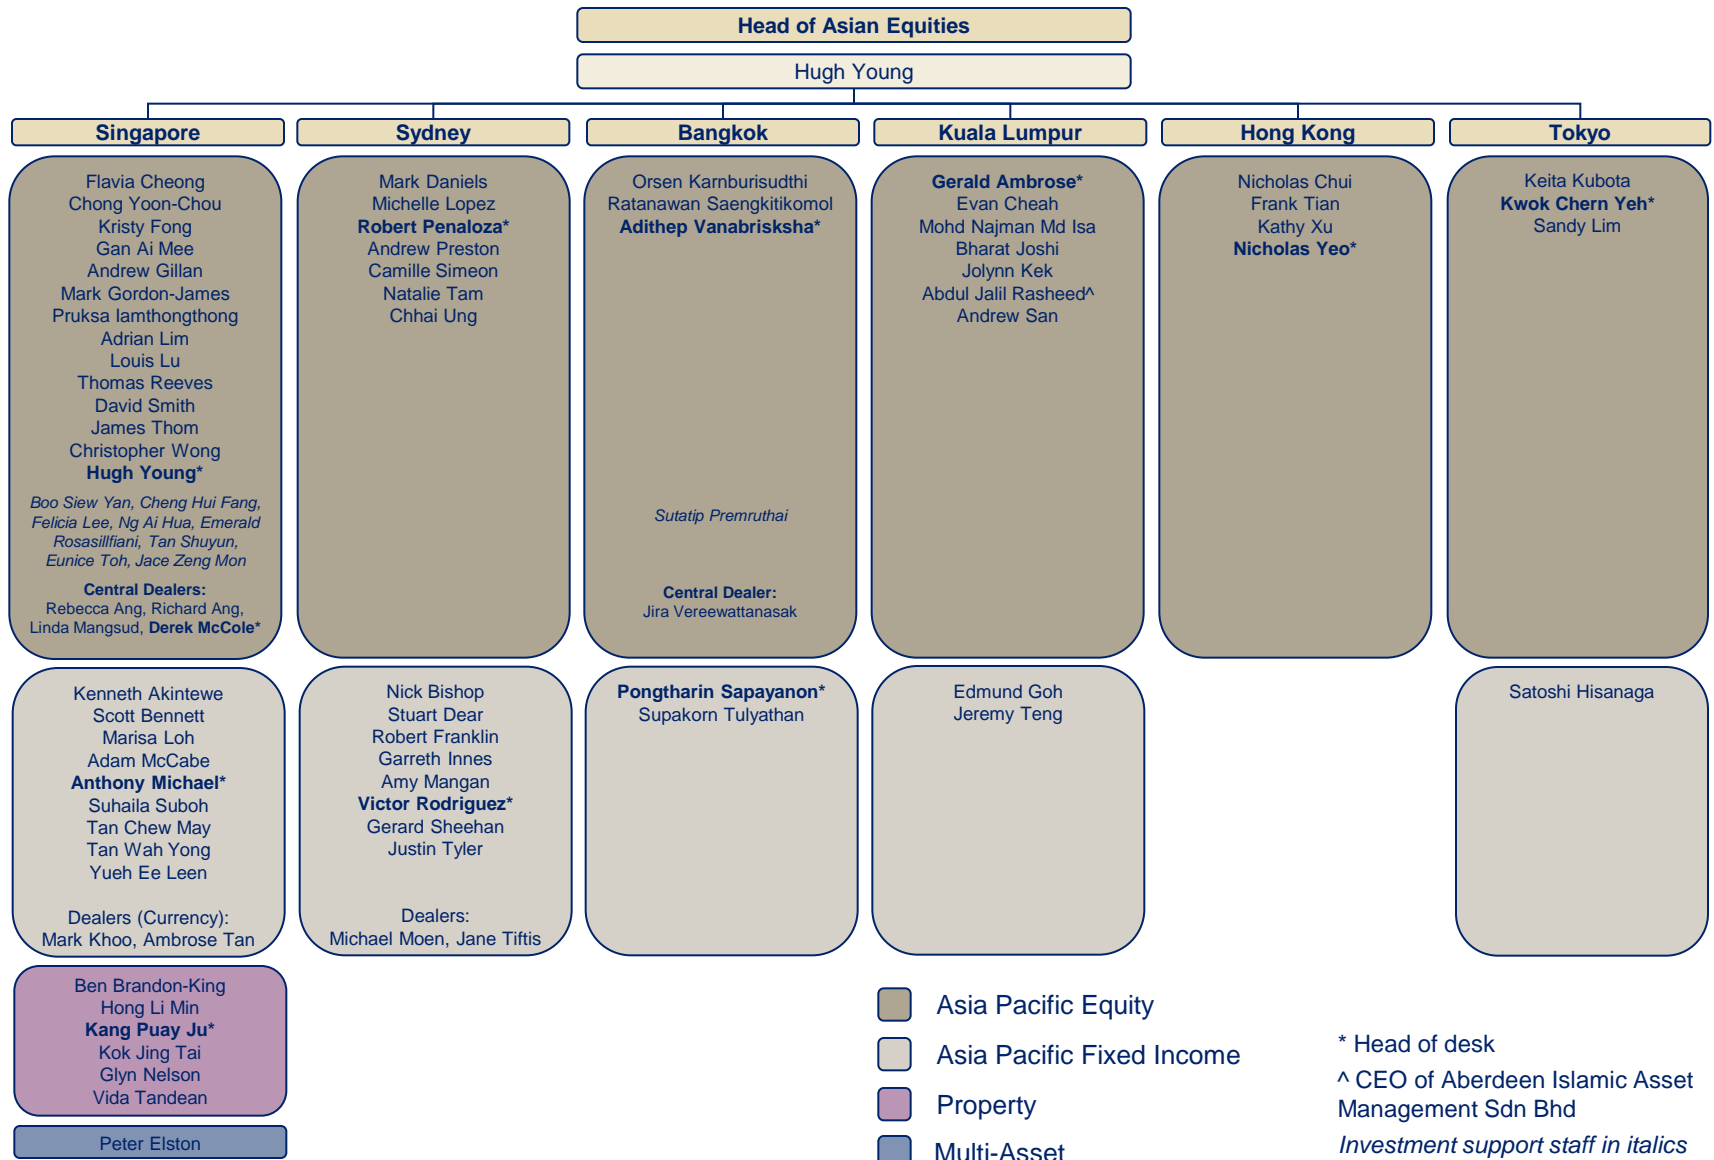 Head of Asian Equities
Hugh Young
Singapore
Flavia Cheong
Chong Yoon-Chou
Kristy Fong
Gan Ai Mee
Andrew Gillan
Mark Gordon-James
Pruksa Iamthongthong
Adrian Lim
Louis Lu
Thomas Reeves
David Smith
James Thom
Christopher Wong
Hugh Young*
Boo Siew Yan, Cheng Hui Fang,
Felicia Lee, Ng Ai Hua, Emerald
Rosasillfiani, Tan Shuyun,
Eunice Toh, Jace Zeng Mon
Central Dealers:
Rebecca Ang, Richard Ang,
Linda Mangsud, Derek McCole*
Kenneth Akintewe
Scott Bennett
Marisa Loh
Adam McCabe
Anthony Michael*
Suhaila Suboh
Tan Chew May
Tan Wah Yong
Yueh Ee Leen
Dealers (Currency):
Mark Khoo, Ambrose Tan
Ben Brandon-King
Hong Li Min
Kang Puay Ju*
Kok Jing Tai
Glyn Nelson
Vida Tandean
Peter Elston
Sydney
Mark Daniels
Michelle Lopez
Robert Penaloza*
Andrew Preston
Camille Simeon
Natalie Tam
Chhai Ung
Nick Bishop
Stuart Dear
Robert Franklin
Garreth Innes
Amy Mangan
Victor Rodriguez*
Gerard Sheehan
Justin Tyler
Dealers:
Michael Moen, Jane Tiftis
Bangkok
Orsen Karnburisudthi
Ratanawan Saengkitikomol
Adithep Vanabrisksha*
Sutatip Premruthai
Central Dealer:
Jira Vereewattanasak
Pongtharin Sapayanon*
Supakorn Tulyathan
Kuala Lumpur
Gerald Ambrose*
Evan Cheah
Mohd Najman Md Isa
Bharat Joshi
Jolynn Kek
Abdul Jalil Rasheed^
Andrew San
Edmund Goh
Jeremy Teng
Hong Kong
Nicholas Chui
Frank Tian
Kathy Xu
Nicholas Yeo*
Tokyo
Keita Kubota
Kwok Chern Yeh*
Sandy Lim
Satoshi Hisanaga
Asia Pacific Equity
Asia Pacific Fixed Income
Property
Multi-Asset
* Head of desk
^ CEO of Aberdeen Islamic Asset
Management Sdn Bhd
Investment support staff in italics